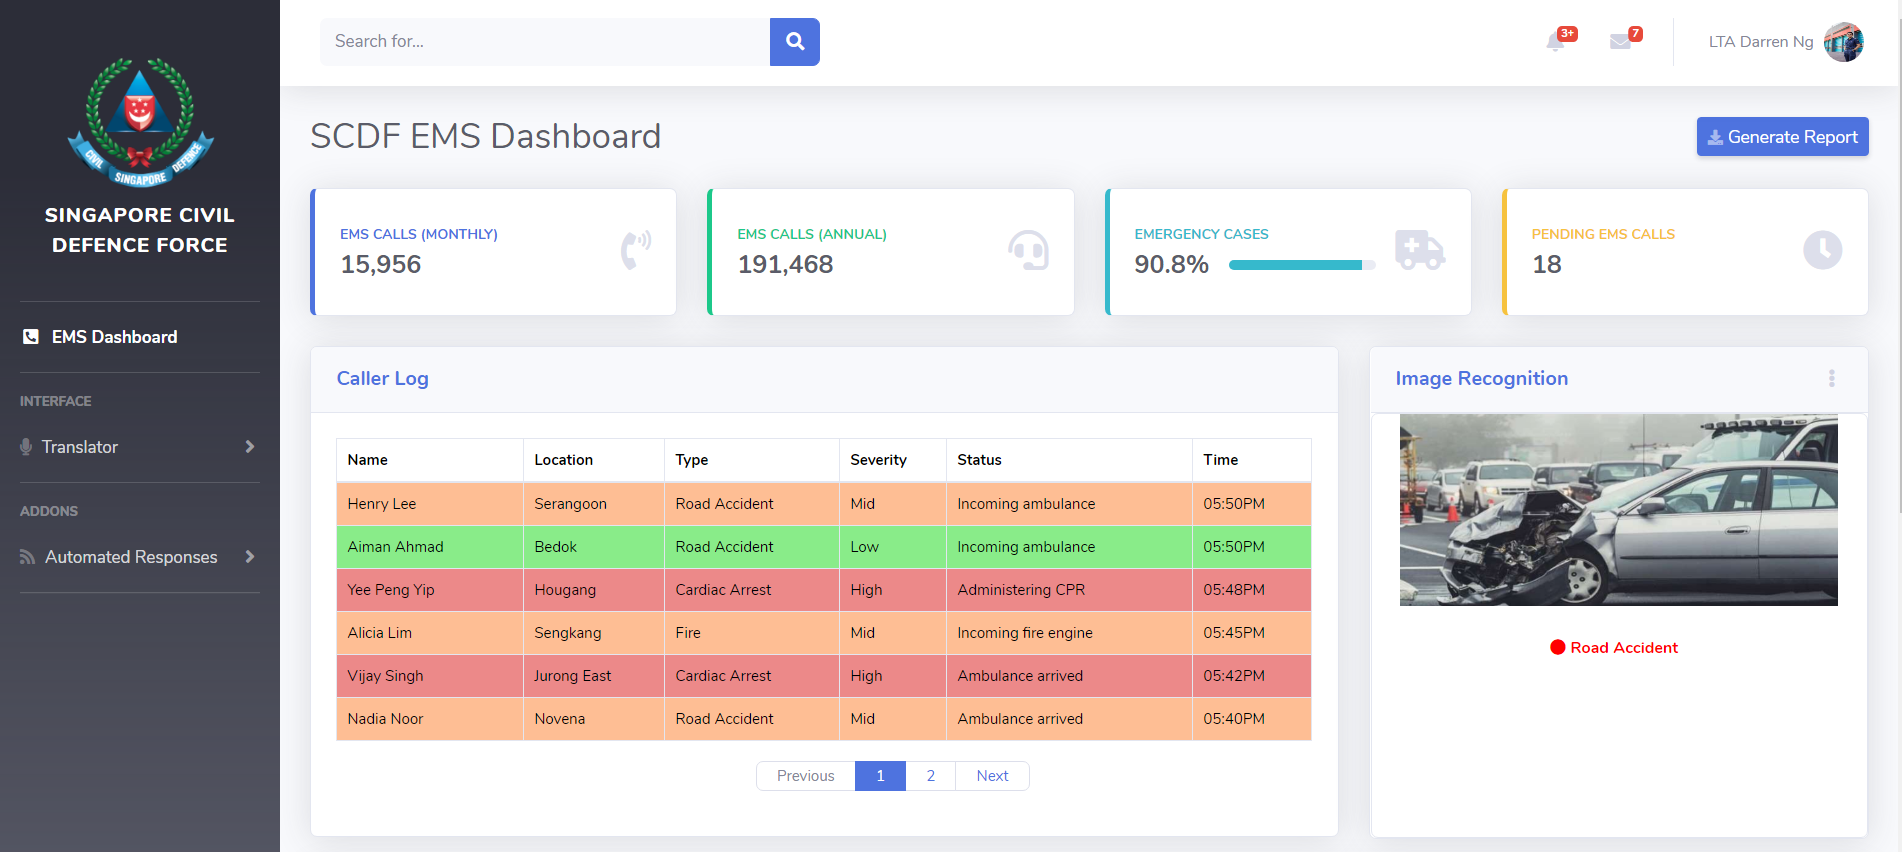 CIVIL
SINGAPORE
DEFENCE
SINGAPORE CIVIL
DEFENCE FORCE
EMS Dashboard
INTERFACE
Translator
ADDONS
Automated Responses
Search for...
3+
7
LTA Darren Ng
SCDF EMS Dashboard
Generate Report
EMS CALLS (MONTHLY)
15,956
EMS CALLS (ANNUAL)
191,468
EMERGENCY CASES
90.8%
PENDING EMS CALLS
18
Caller Log
Name Location Type Severity Status Time
Henry Lee Serangoon Road Accident Mid Incoming ambulance 05:50PM
Aiman Ahmad Bedok Road Accident Low Incoming ambulance 05:50PM
Yee Peng Yip Hougang Cardiac Arrest High Administering CPR 05:48PM
Alicia Lim Sengkang Fire Mid Incoming fire engine 05:45PM
Vijay Singh Jurong East Cardiac Arrest High Ambulance arrived 05:42PM
Nadia Noor Novena Road Accident Mid Ambulance arrived 05:40PM
Previous 1 2 Next
Image Recognition
Road Accident